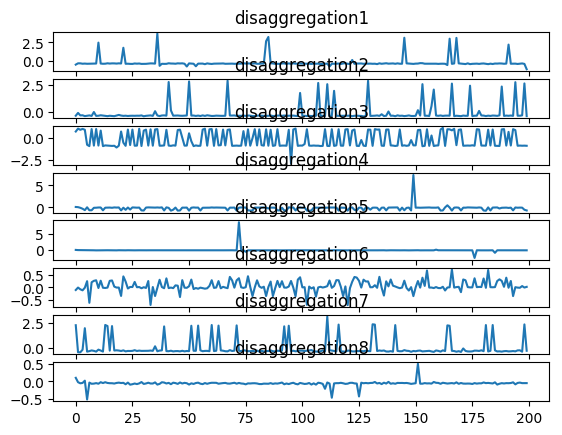 disaggregation1
2.5
0.0
disaggregation2
2.5
0.0
disaggregation3
0.0
−2.5
disaggregation4
5
0
disaggregation5
5
0
disaggregation6
0.5
0.0
−0.5
disaggregation7
2.5
0.0
disaggregation8
0.5
0.0
−0.5
0 25 50 75 100 125 150 175 200